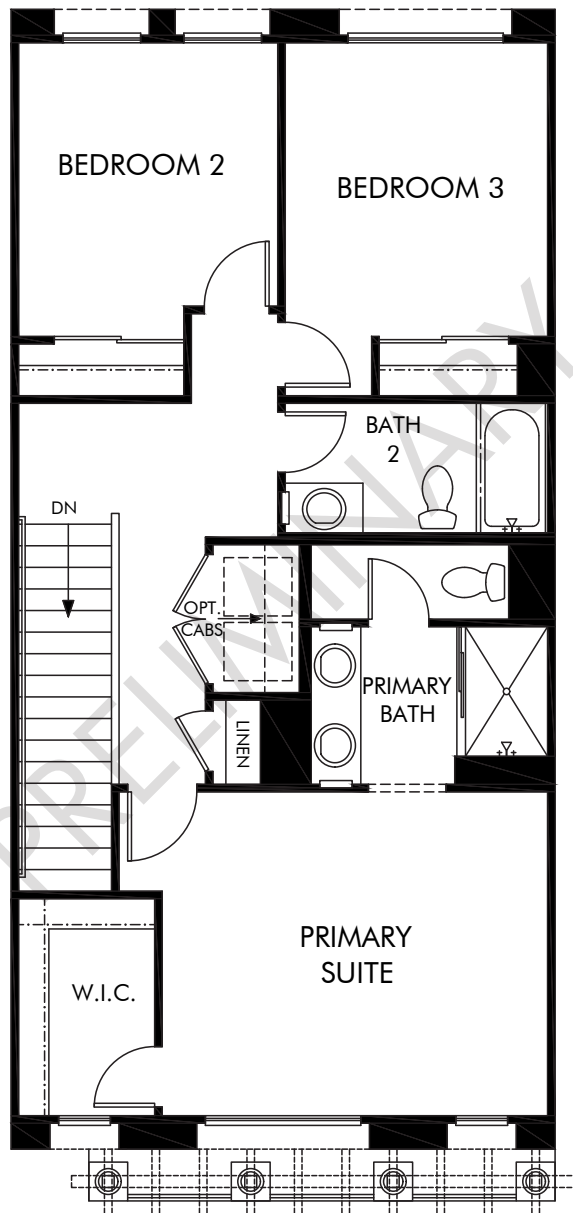 BEDROOM 2
BEDROOM 3
BATH
2
DN
OPT.
CABS
PRIMARY
BATH
LINEN
PRIMARY
SUITE
W.I.C.
PRELIMINARY